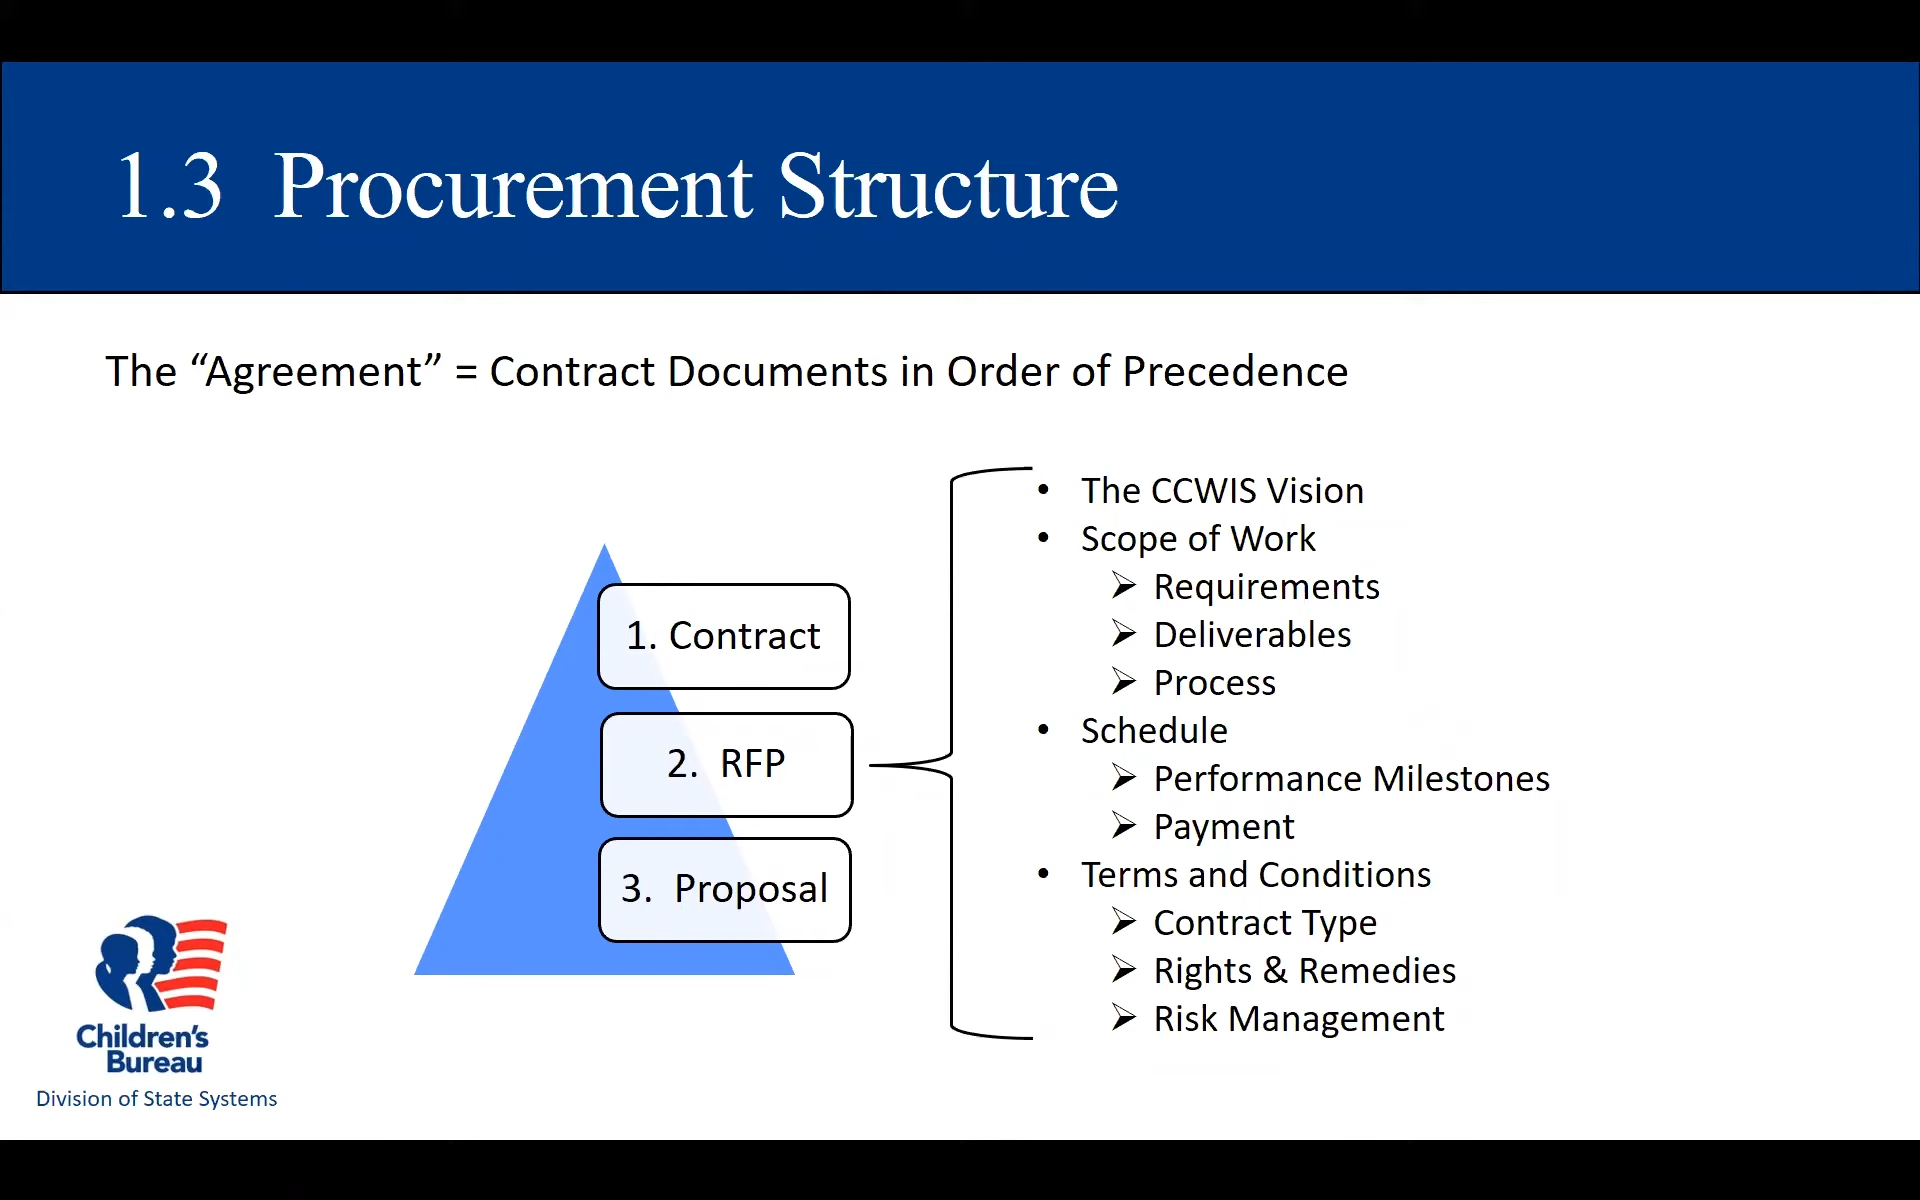 1.3 Procurement Structure
The “Agreement” = Contract Documents in Order of Precedence
1. Contract
2. RFP
3. Proposal
• The CCWIS Vision
• Scope of Work
➢ Requirements
➢ Deliverables
➢ Process
• Schedule
➢ Performance Milestones
➢ Payment
• Terms and Conditions
➢ Contract Type
➢ Rights & Remedies
➢ Risk Management
Children's
Bureau
Division of State Systems